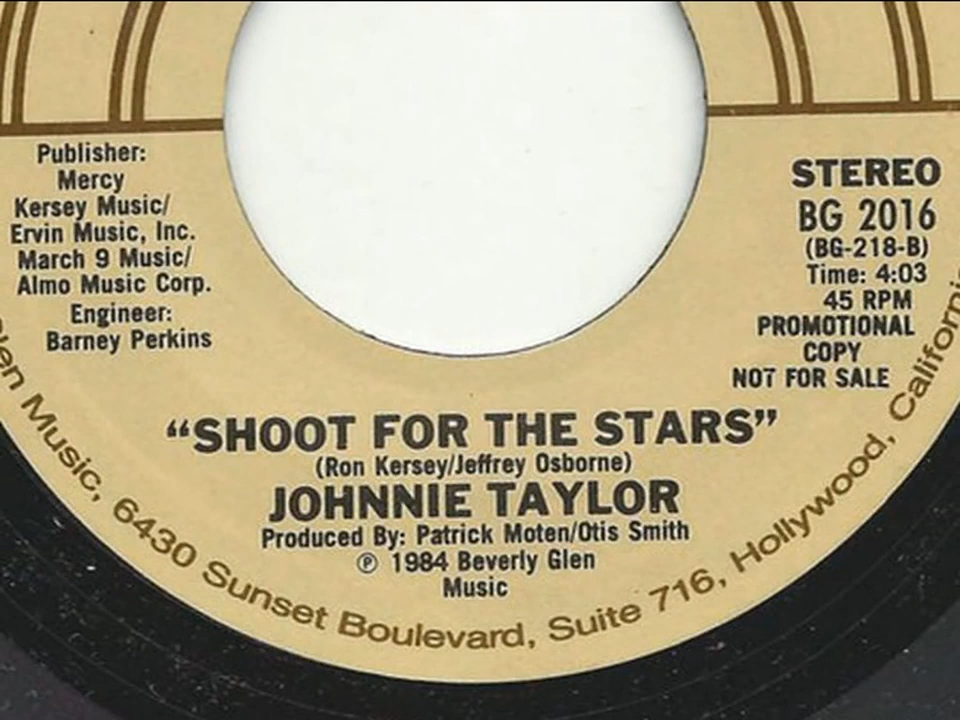 Publisher:
Mercy
Kersey Music/
Ervin Music, Inc.
March 9 Music/
Almo Music Corp.
Engineer:
Barney Perkins
STEREO
BG 2016
(BG-218-B)
Time: 4:03
45 RPM
PROMOTIONAL
COPY
NOT FOR SALE
“SHOOT FOR THE STARS”
(Ron Kersey/Jeffrey Osborne)
JOHNNIE TAYLOR
Produced By: Patrick Moten/Otis Smith
℗ 1984 Beverly Glen
Music
Music, 6430 Sunset Boulevard, Suite 716, Hollywood,